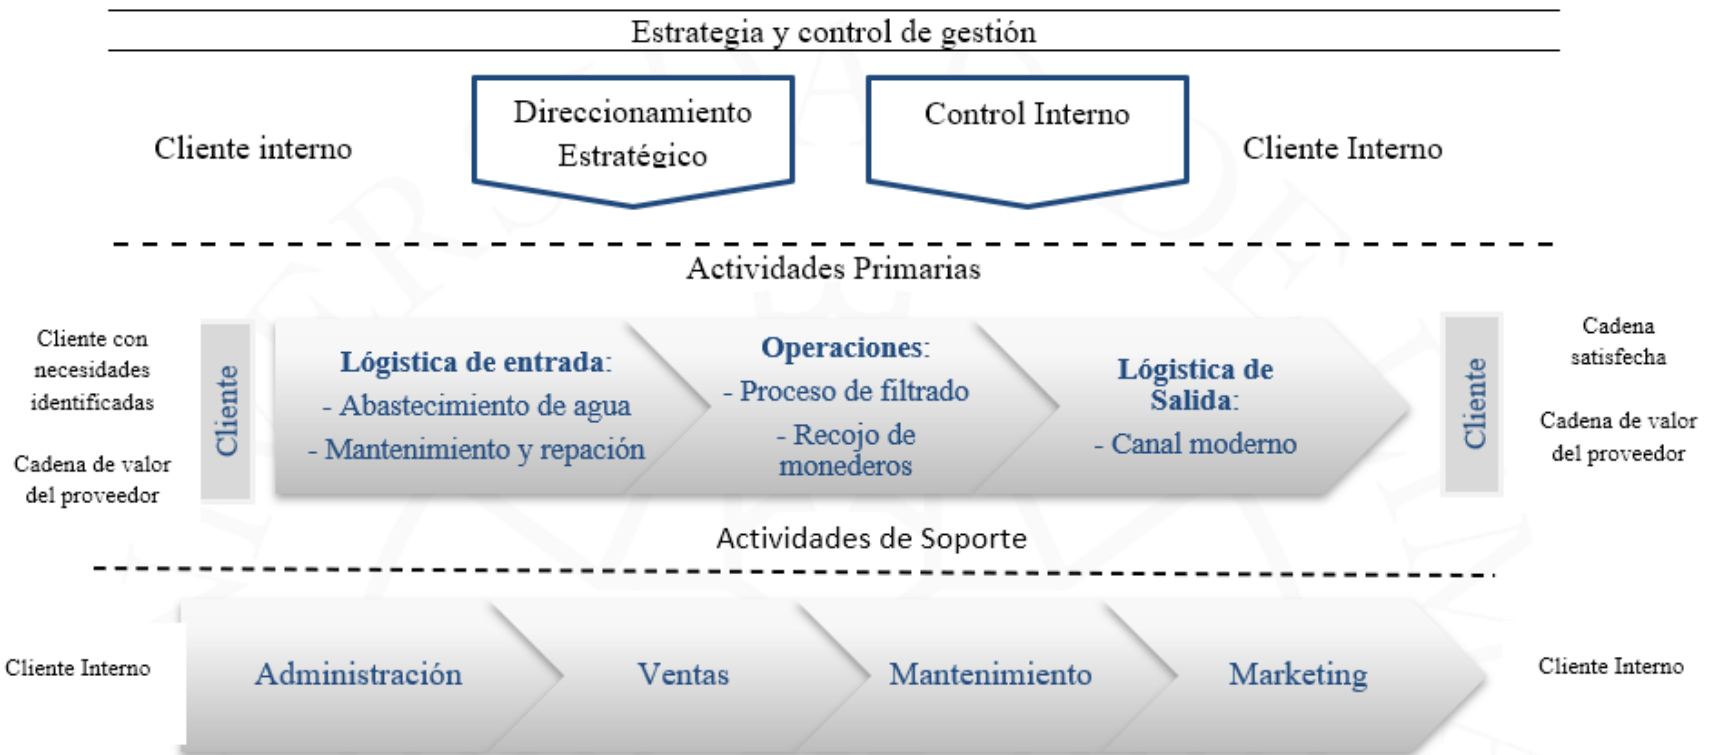 Estrategia y control de gestión
Direccionamiento
Estratégico
Control Interno
Cliente interno
Cliente Interno
Actividades Primarias
Cliente con
necesidades
identificadas
Cadena de valor
del proveedor
Cliente
Lógistica de entrada:
- Abastecimiento de agua
- Mantenimiento y repación
Operaciones:
- Proceso de filtrado
- Recojo de
monederos
Lógistica de
Salida:
- Canal moderno
Cliente
Cadena
satisfecha
Cadena de valor
del proveedor
Actividades de Soporte
Cliente Interno
Administración
Ventas
Mantenimiento
Marketing
Cliente Interno